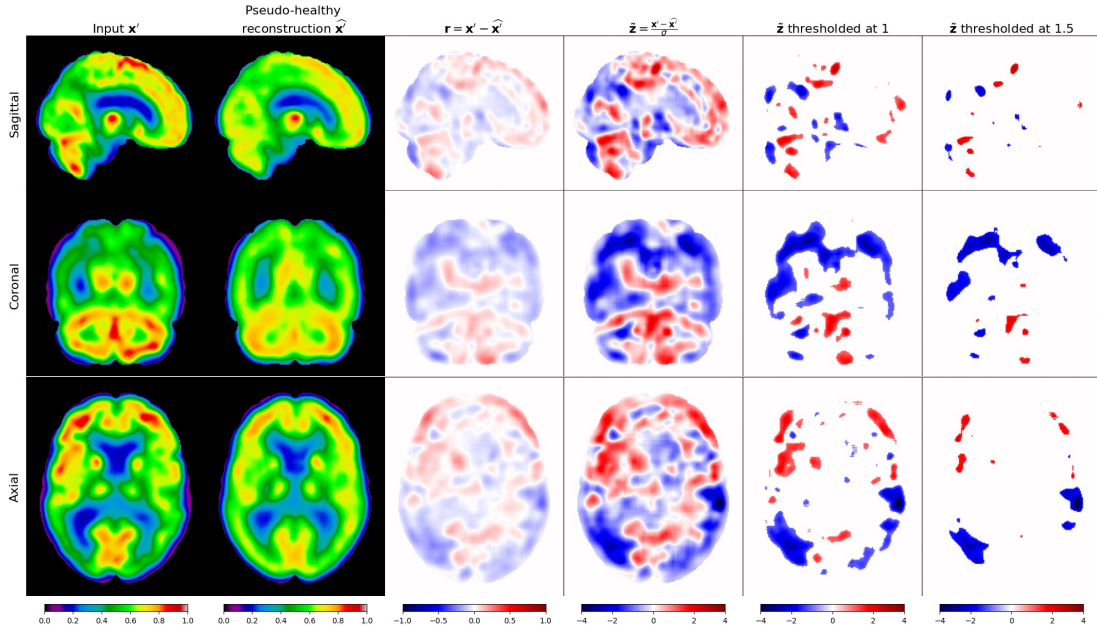 Input x′
Pseudo-healthy
reconstruction x̂′
r = x′ − x̂′
z̃ = (x′ − x̂′)/σ
z̃ thresholded at 1
z̃ thresholded at 1.5
Sagittal
Coronal
Axial
0.0 0.2 0.4 0.6 0.8 1.0
0.0 0.2 0.4 0.6 0.8 1.0
−1.0 −0.5 0.0 0.5 1.0
−4 −2 0 2 4
−4 −2 0 2 4
−4 −2 0 2 4